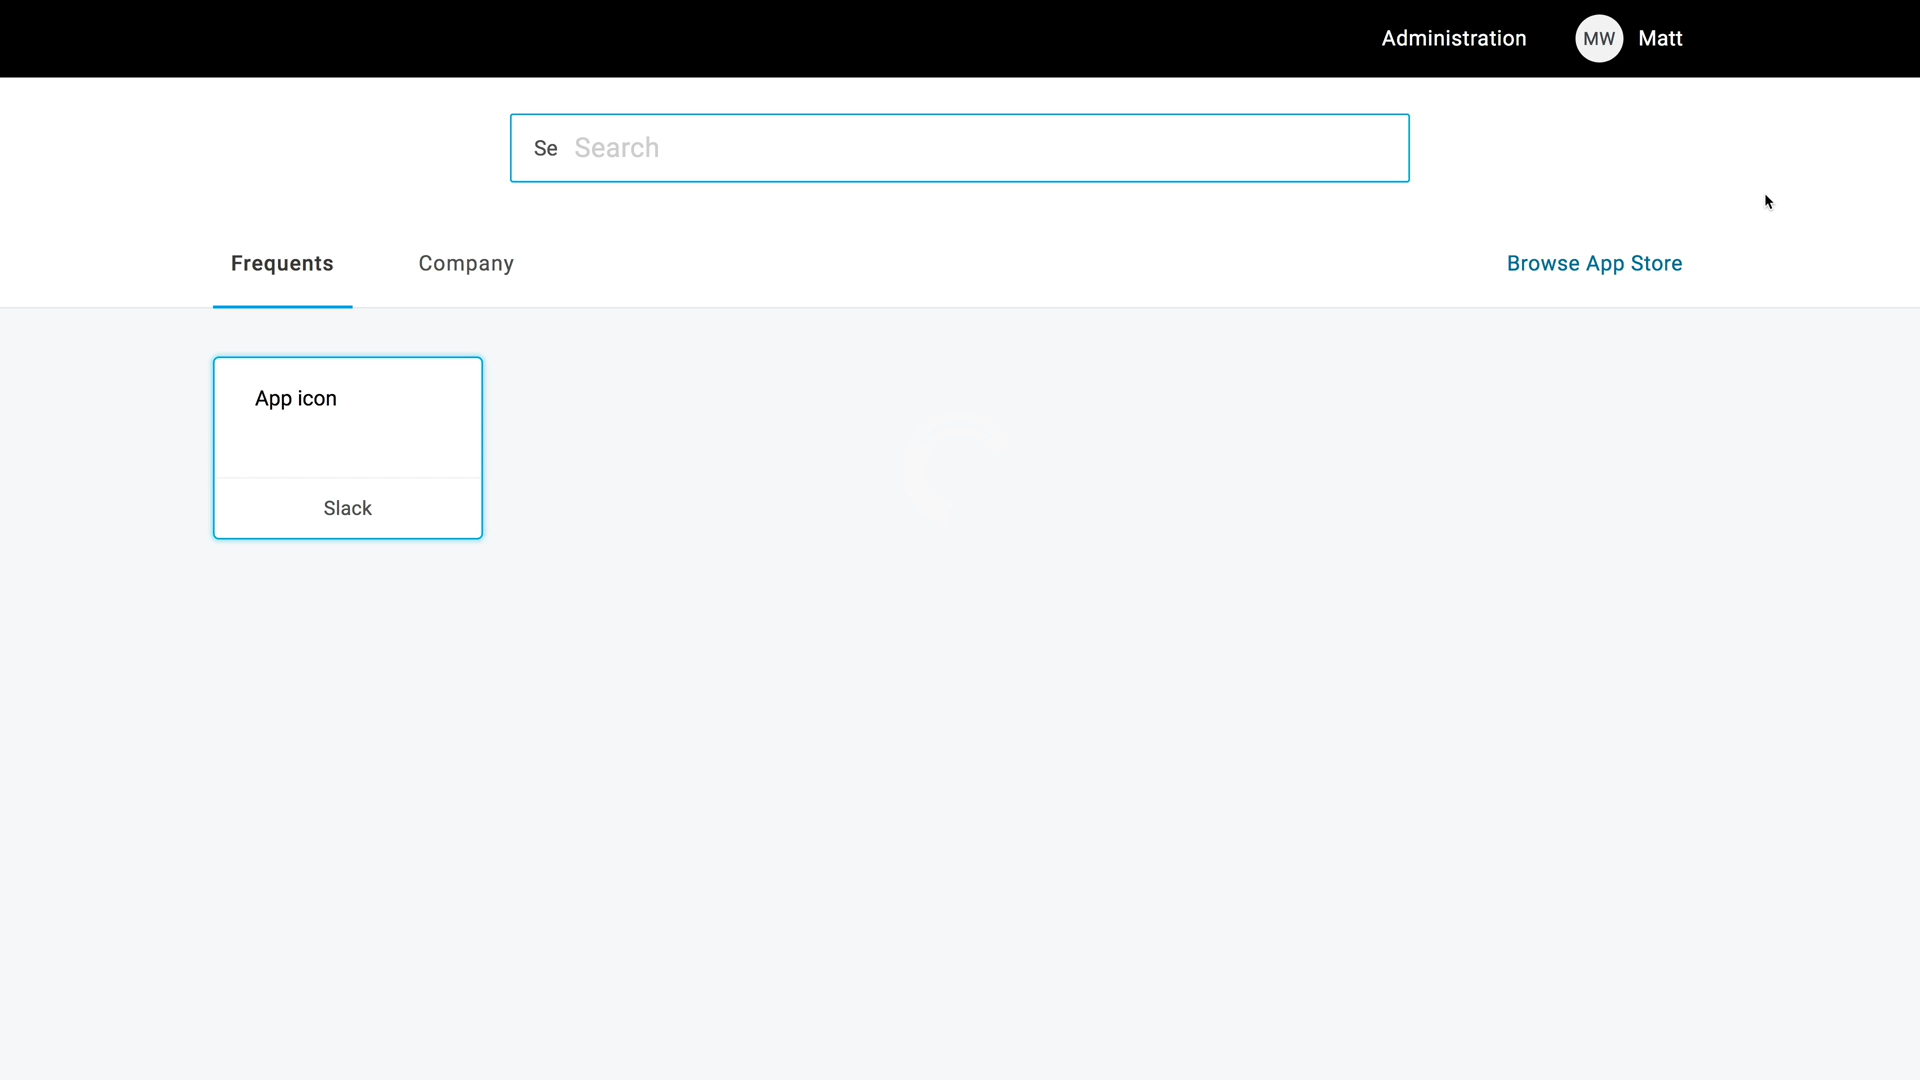 Administration MW Matt
Se Search
Frequents Company Browse App Store
App icon
Slack